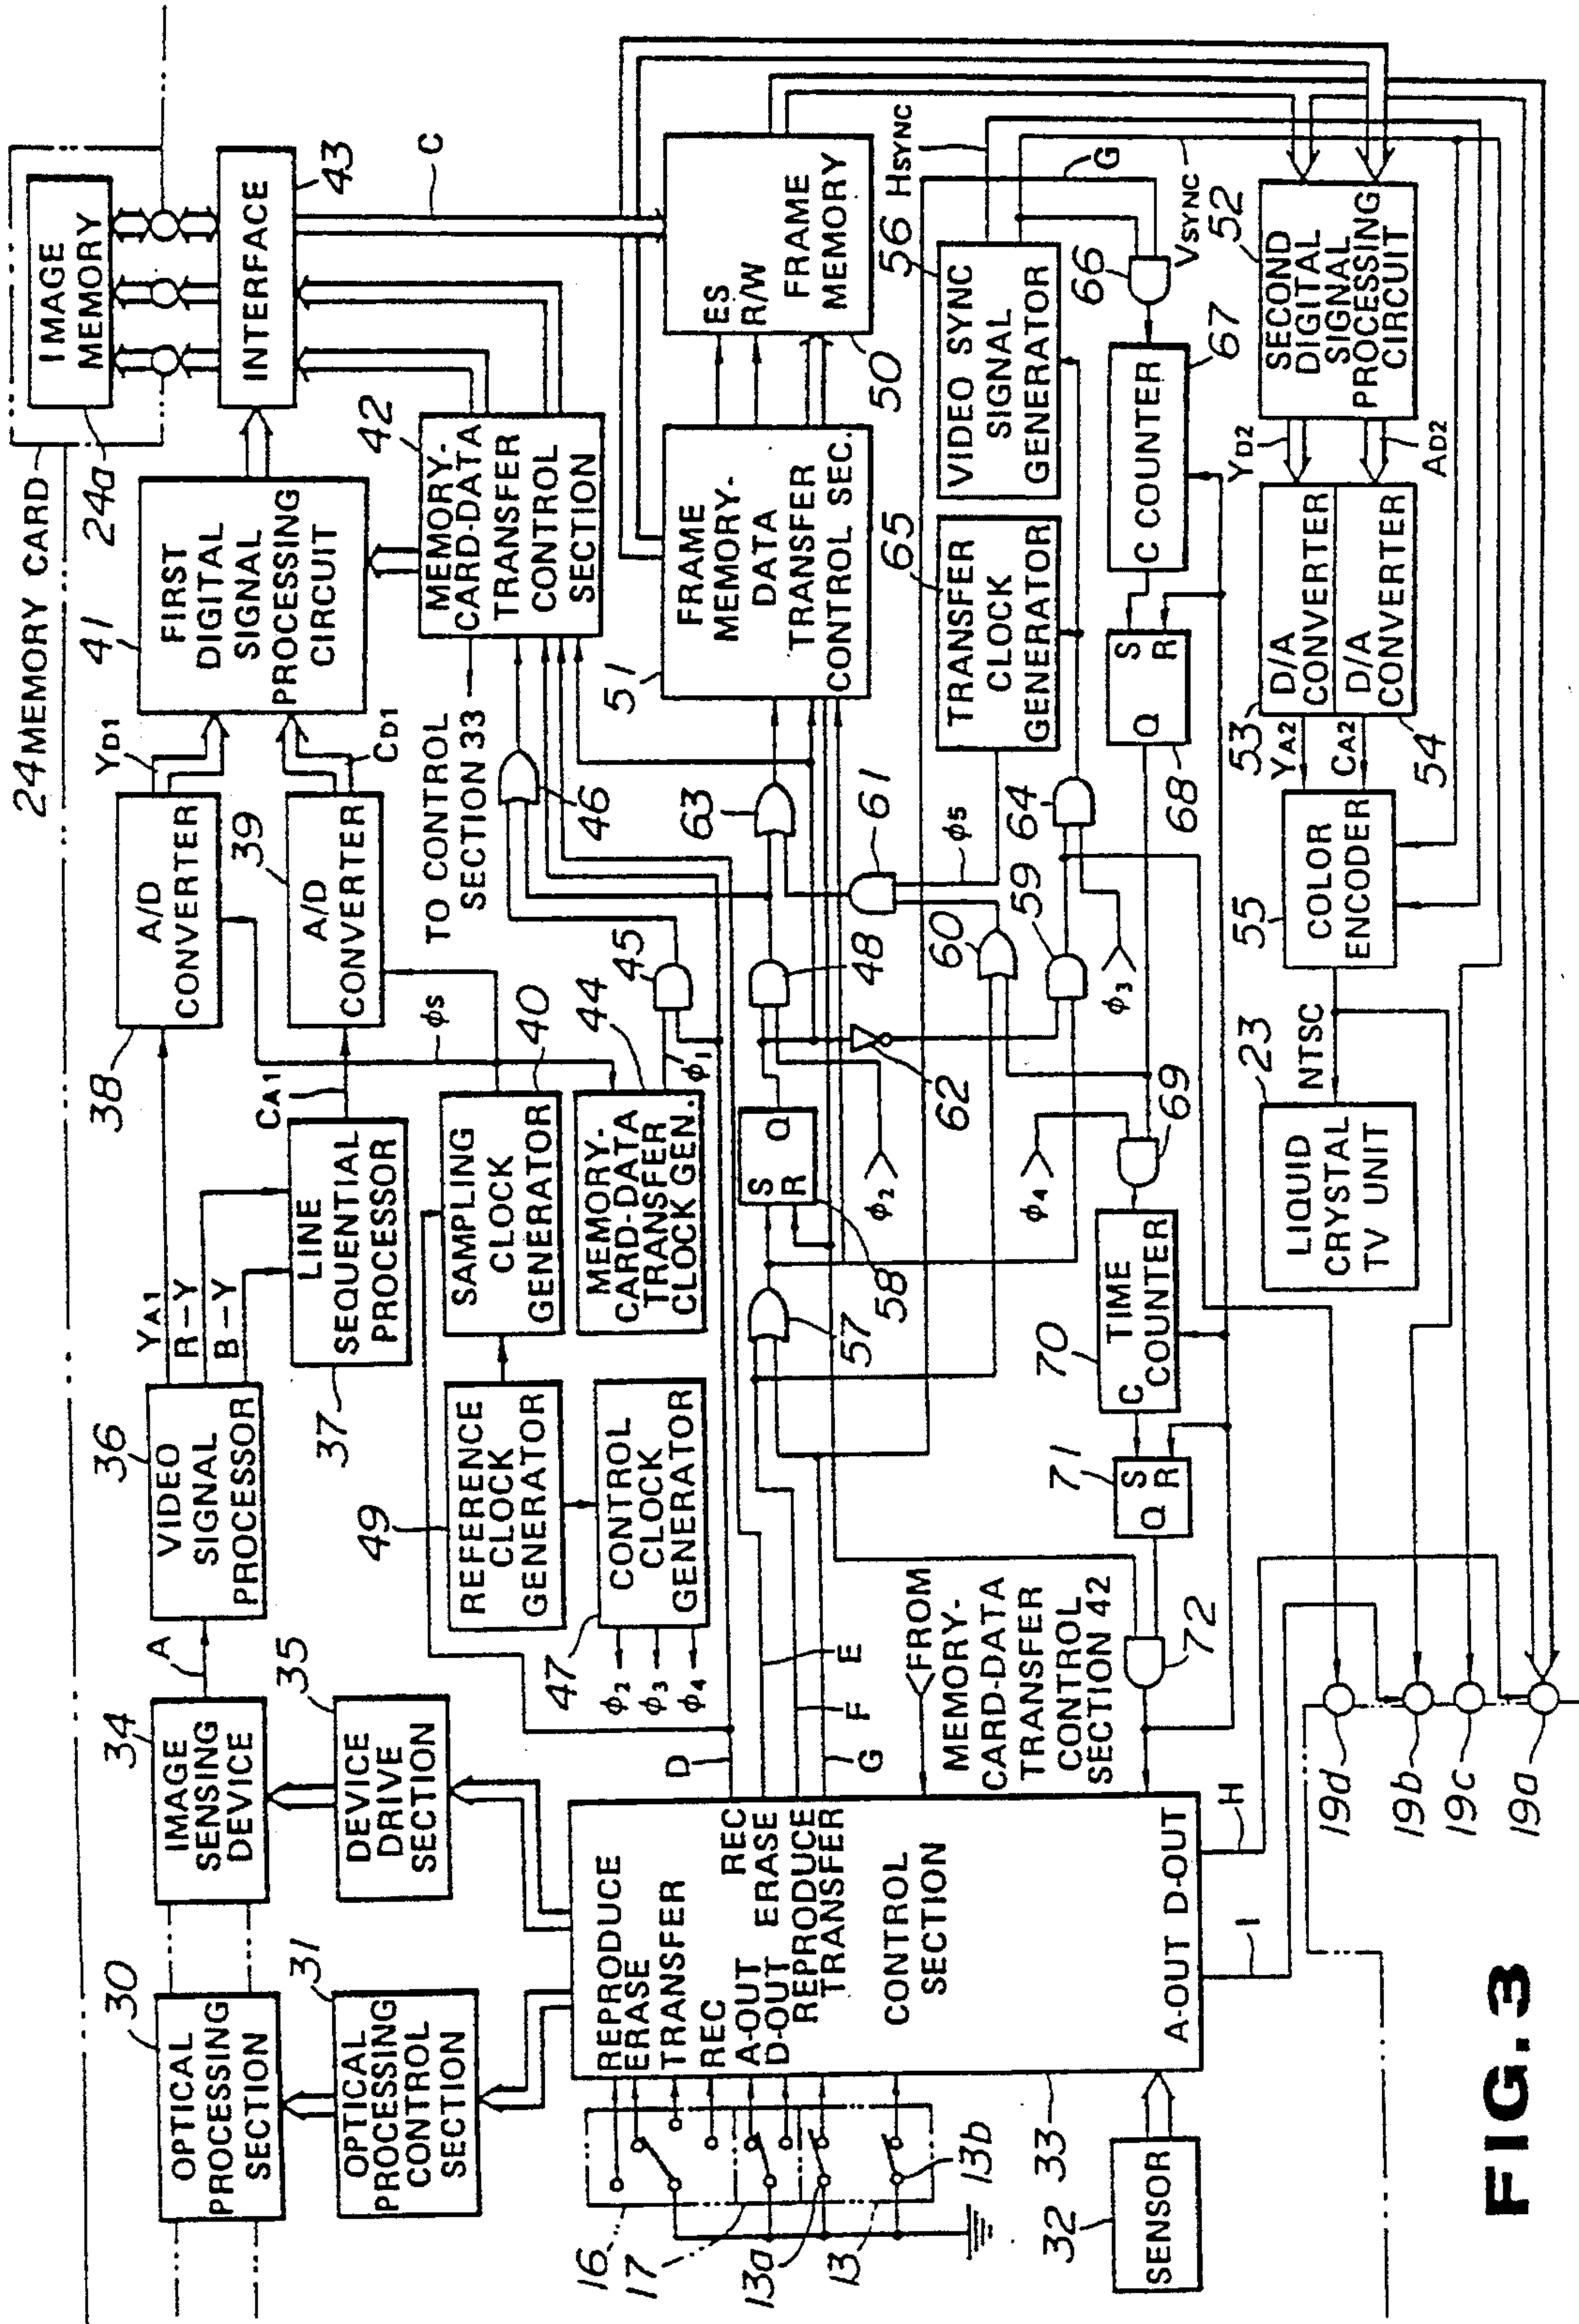 24 MEMORY CARD
24a
IMAGE
MEMORY
43
INTERFACE
C
41
FIRST
DIGITAL
SIGNAL
PROCESSING
CIRCUIT
YD1
CD1
38
A/D
CONVERTER
39
A/D
CONVERTER
φS
CA1
36
VIDEO
SIGNAL
PROCESSOR
YA1
R-Y
B-Y
37
LINE
SEQUENTIAL
PROCESSOR
A
34
IMAGE
SENSING
DEVICE
35
DEVICE
DRIVE
SECTION
30
OPTICAL
PROCESSING
SECTION
31
OPTICAL
PROCESSING
CONTROL
SECTION
42
MEMORY-
CARD-DATA
TRANSFER
CONTROL
SECTION
TO CONTROL
SECTION 33
46
45
40
SAMPLING
CLOCK
GENERATOR
44
MEMORY-
CARD-DATA
TRANSFER
CLOCK GEN.
φ1
49
REFERENCE
CLOCK
GENERATOR
47
CONTROL
CLOCK
GENERATOR
φ2
φ3
φ4
50
ES
R/W
FRAME
MEMORY
51
FRAME
MEMORY-
DATA
TRANSFER
CONTROL SEC.
63
48
61
φ5
62
S
Q
R
58
57
φ2
60
59
64
φ3
φ4
69
65
TRANSFER
CLOCK
GENERATOR
56
VIDEO SYNC
SIGNAL
GENERATOR
HSYNC
G
VSYNC
66
67
C COUNTER
68
S
Q
R
70
TIME
C COUNTER
71
S
Q
R
72
52
SECOND
DIGITAL
SIGNAL
PROCESSING
CIRCUIT
YD2
AD2
53
D/A
CONVERTER
D/A
CONVERTER
54
YA2
CA2
55
COLOR
ENCODER
NTSC
23
LIQUID
CRYSTAL
TV UNIT
D
E
F
G
FROM
MEMORY-
CARD-DATA
TRANSFER
CONTROL
SECTION 42
REPRODUCE
ERASE
TRANSFER
REC
A-OUT
D-OUT
REC
ERASE
REPRODUCE
TRANSFER
CONTROL
SECTION
A-OUT D-OUT
H
I
16
17
13a
13
13b
33
32
SENSOR
19d
19b
19c
19a
FIG.3